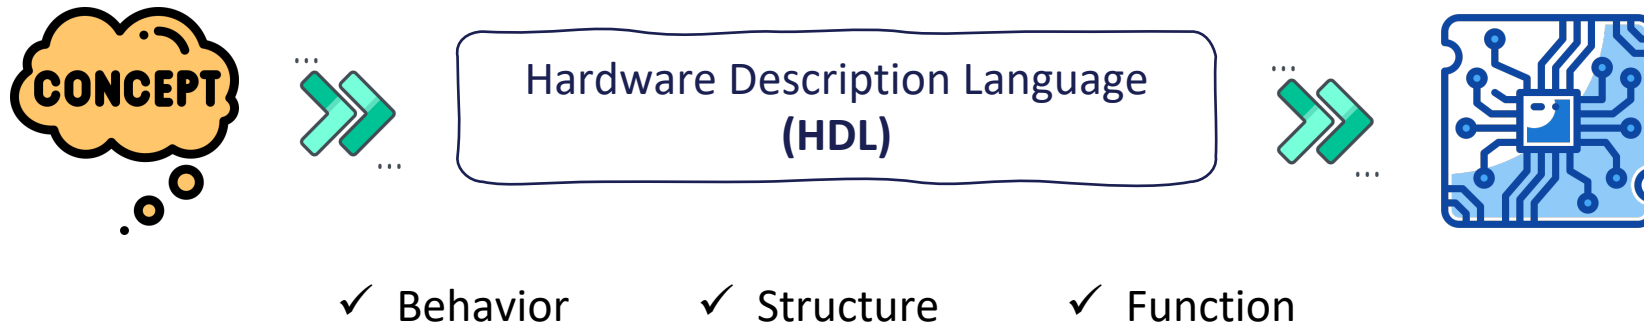 CONCEPT
Hardware Description Language
(HDL)
✓ Behavior
✓ Structure
✓ Function